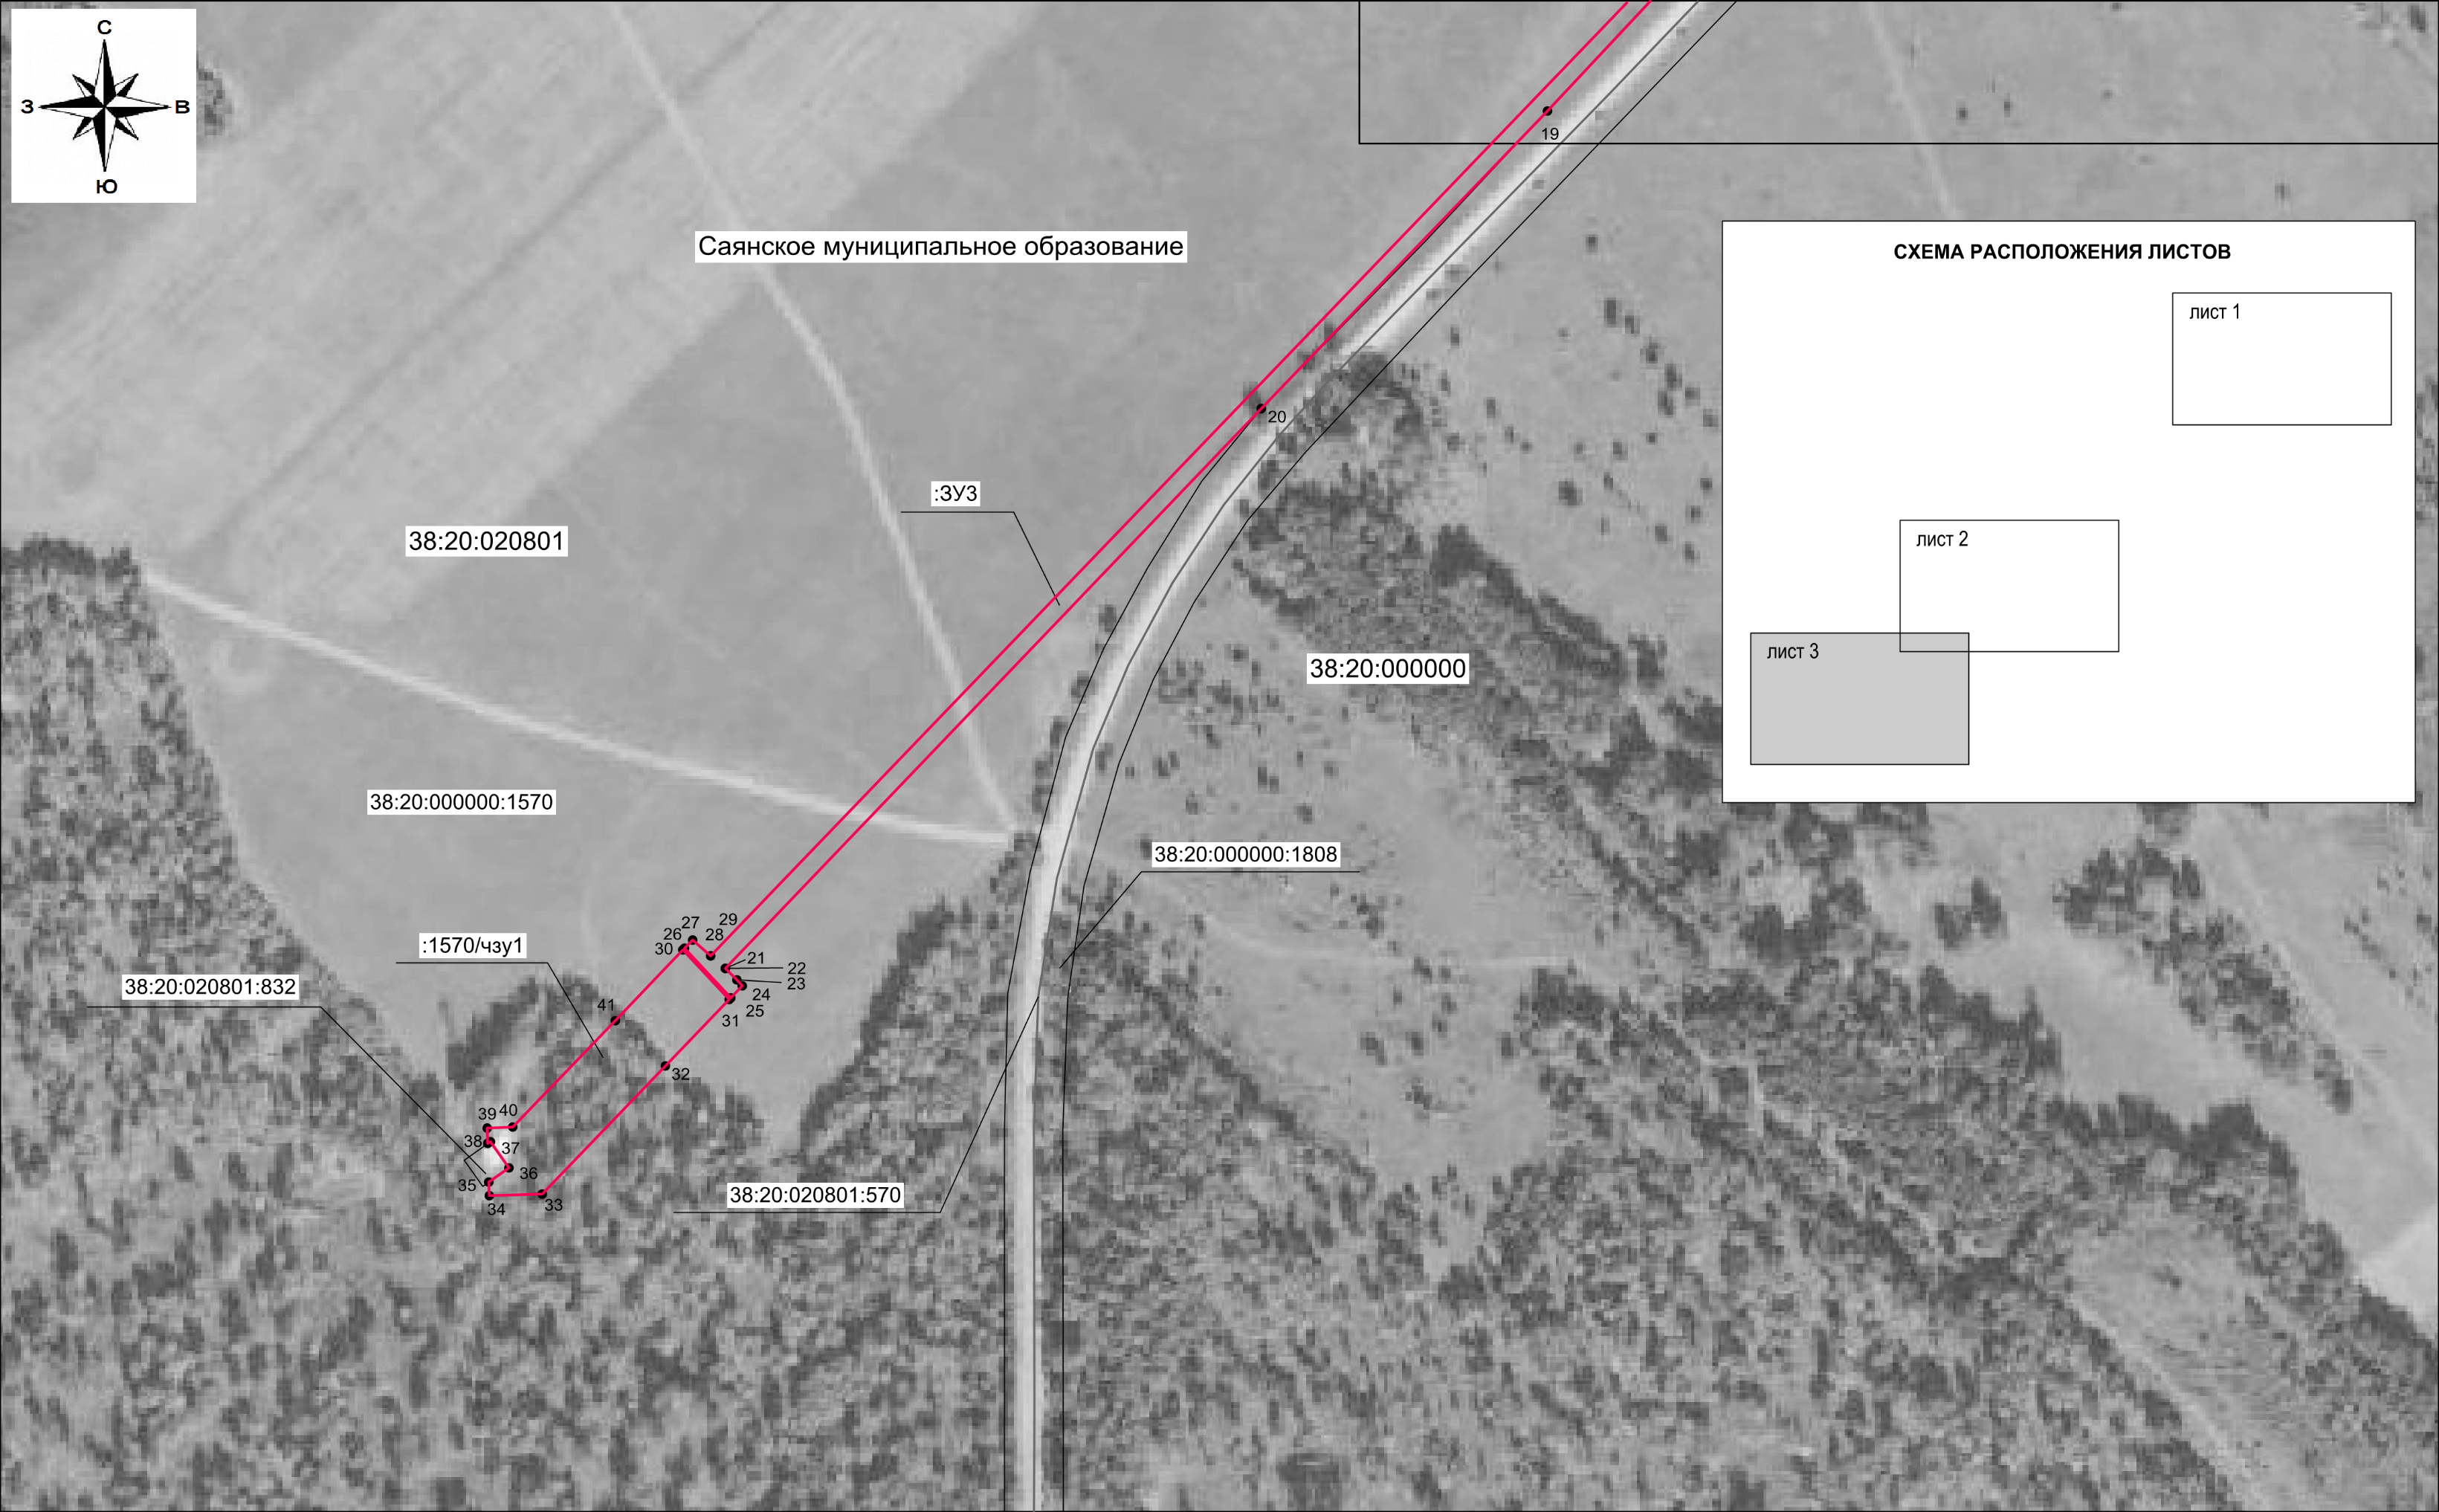 С
З
В
Ю
19
Саянское муниципальное образование
СХЕМА РАСПОЛОЖЕНИЯ ЛИСТОВ
лист 1
20
:ЗУ3
38:20:020801
лист 2
лист 3
38:20:000000
38:20:000000:1570
38:20:000000:1808
29
27
26
28
30
:1570/чзу1
21
22
23
24
25
31
38:20:020801:832
41
32
39
40
38
37
36
35
33
34
38:20:020801:570